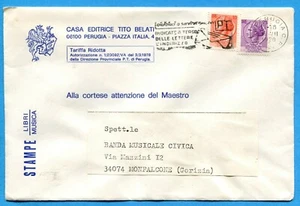 CASA EDITRICE TITO BELATI
06100 PERUGIA - PIAZZA ITALIA, 4
Tariffa Ridotta
Autorizzazione n.
della Direzione Provinciale P.T. di Perugia
INDICATE A TERGO
DELLE LETTERE
L'INDIRIZZO
Alla cortese attenzione del Maestro
STAMPE
LIBRI
MUSICA
Spett.le
BANDA MUSICALE CIVICA
Via Mazzini 12
34074 MONFALCONE (Gorizia)